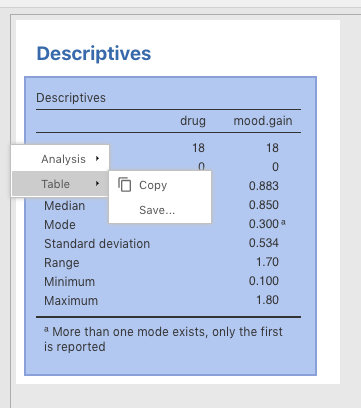 Descriptives
Descriptives
drug mood.gain
18 18
Analysis 0 0
Table Copy 0.883
Median 0.850
Save...
Mode 0.300 a
Standard deviation 0.534
Range 1.70
Minimum 0.100
Maximum 1.80
a More than one mode exists, only the first
is reported